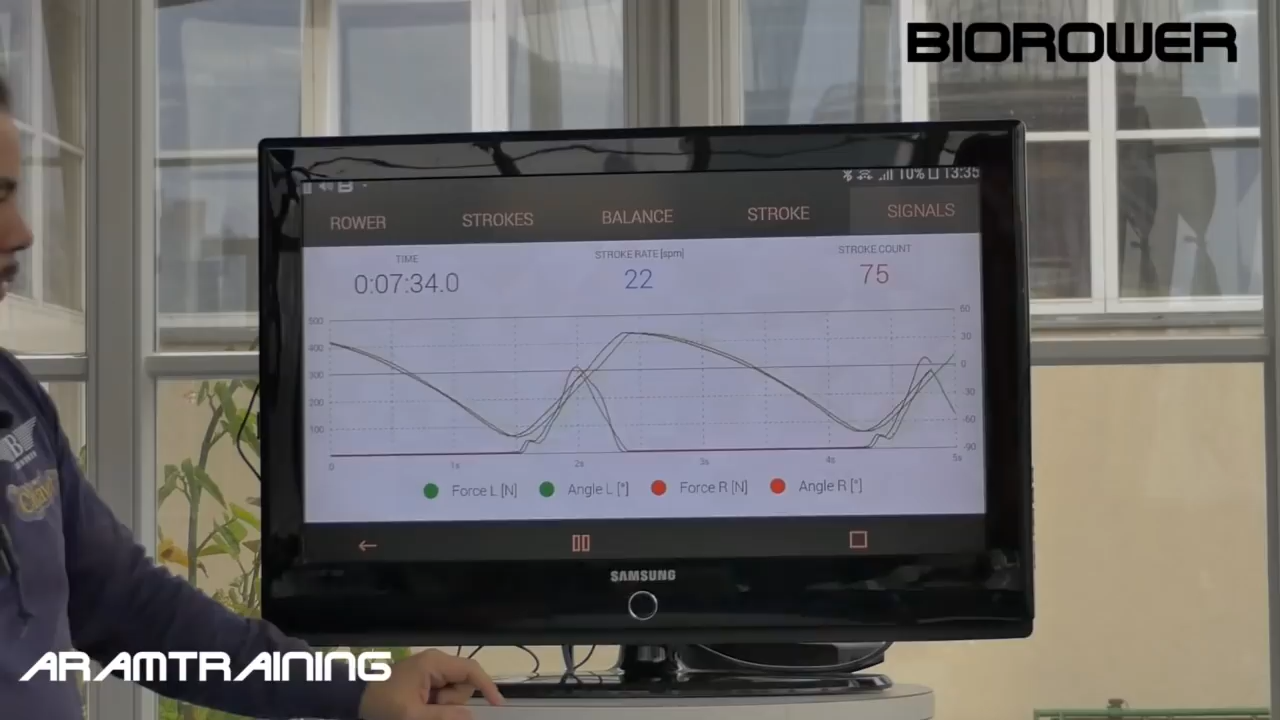 BIOROWER
10% 13:35
ROWER STROKES BALANCE STROKE SIGNALS
TIME STROKE RATE [spm] STROKE COUNT
0:07:34.0 22 75
500 60
400 30
300 0
200 -30
100 -60
-90
0 1s 2s 3s 4s 5s
Force L [N] Angle L [°] Force R [N] Angle R [°]
SAMSUNG
B
ARAMTRAINING